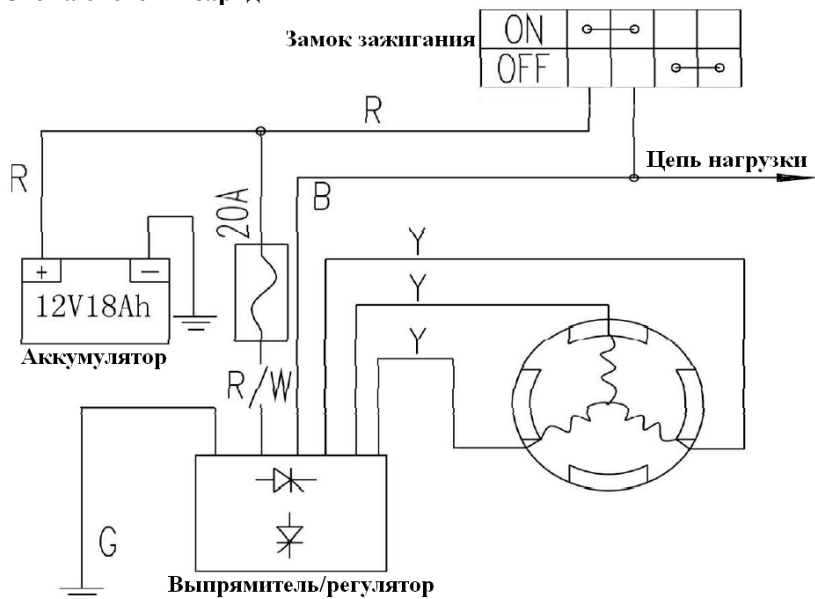 Замок зажигания
ON
OFF
R
Цепь нагрузки
R
B
20A
Y
Y
Y
+ −
12V18Ah
Аккумулятор
R/W
G
Выпрямитель/регулятор